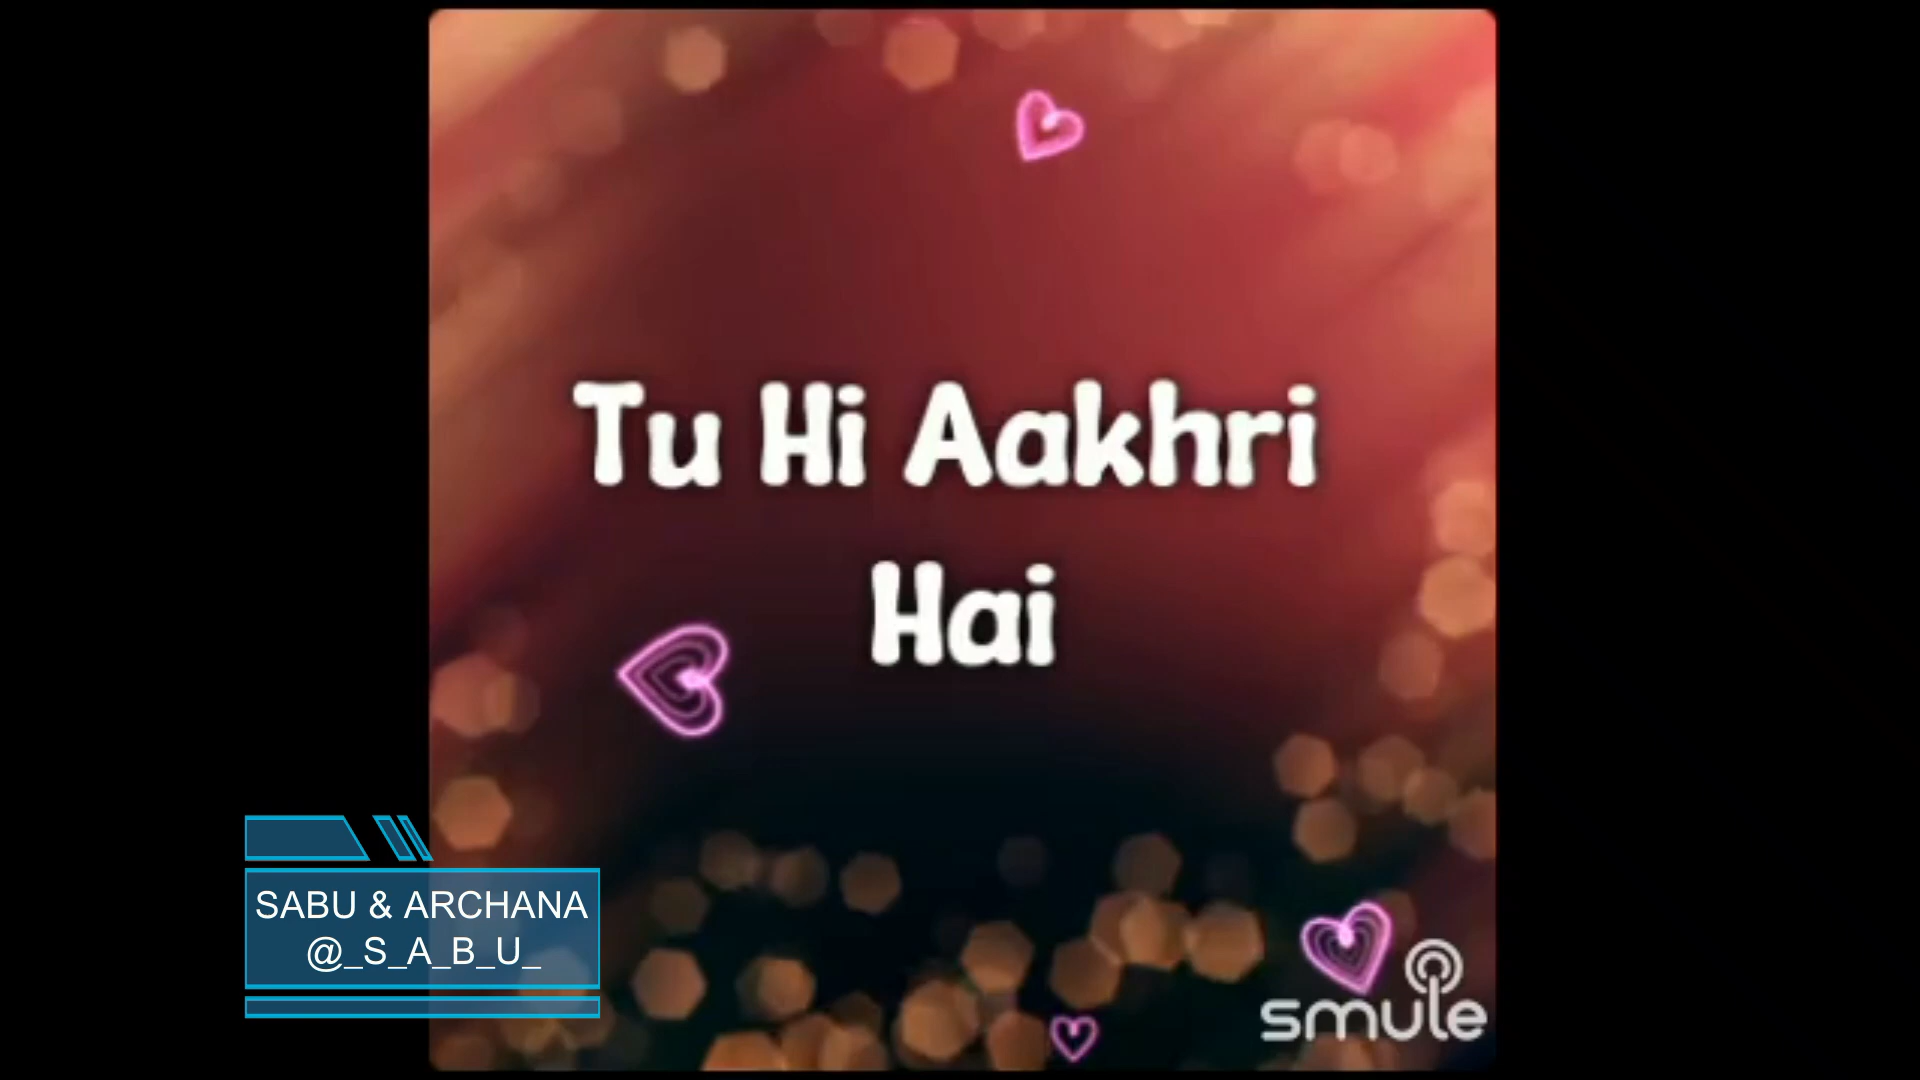 Tu Hi Aakhri
Hai
SABU & ARCHANA
@_S_A_B_U_
smule